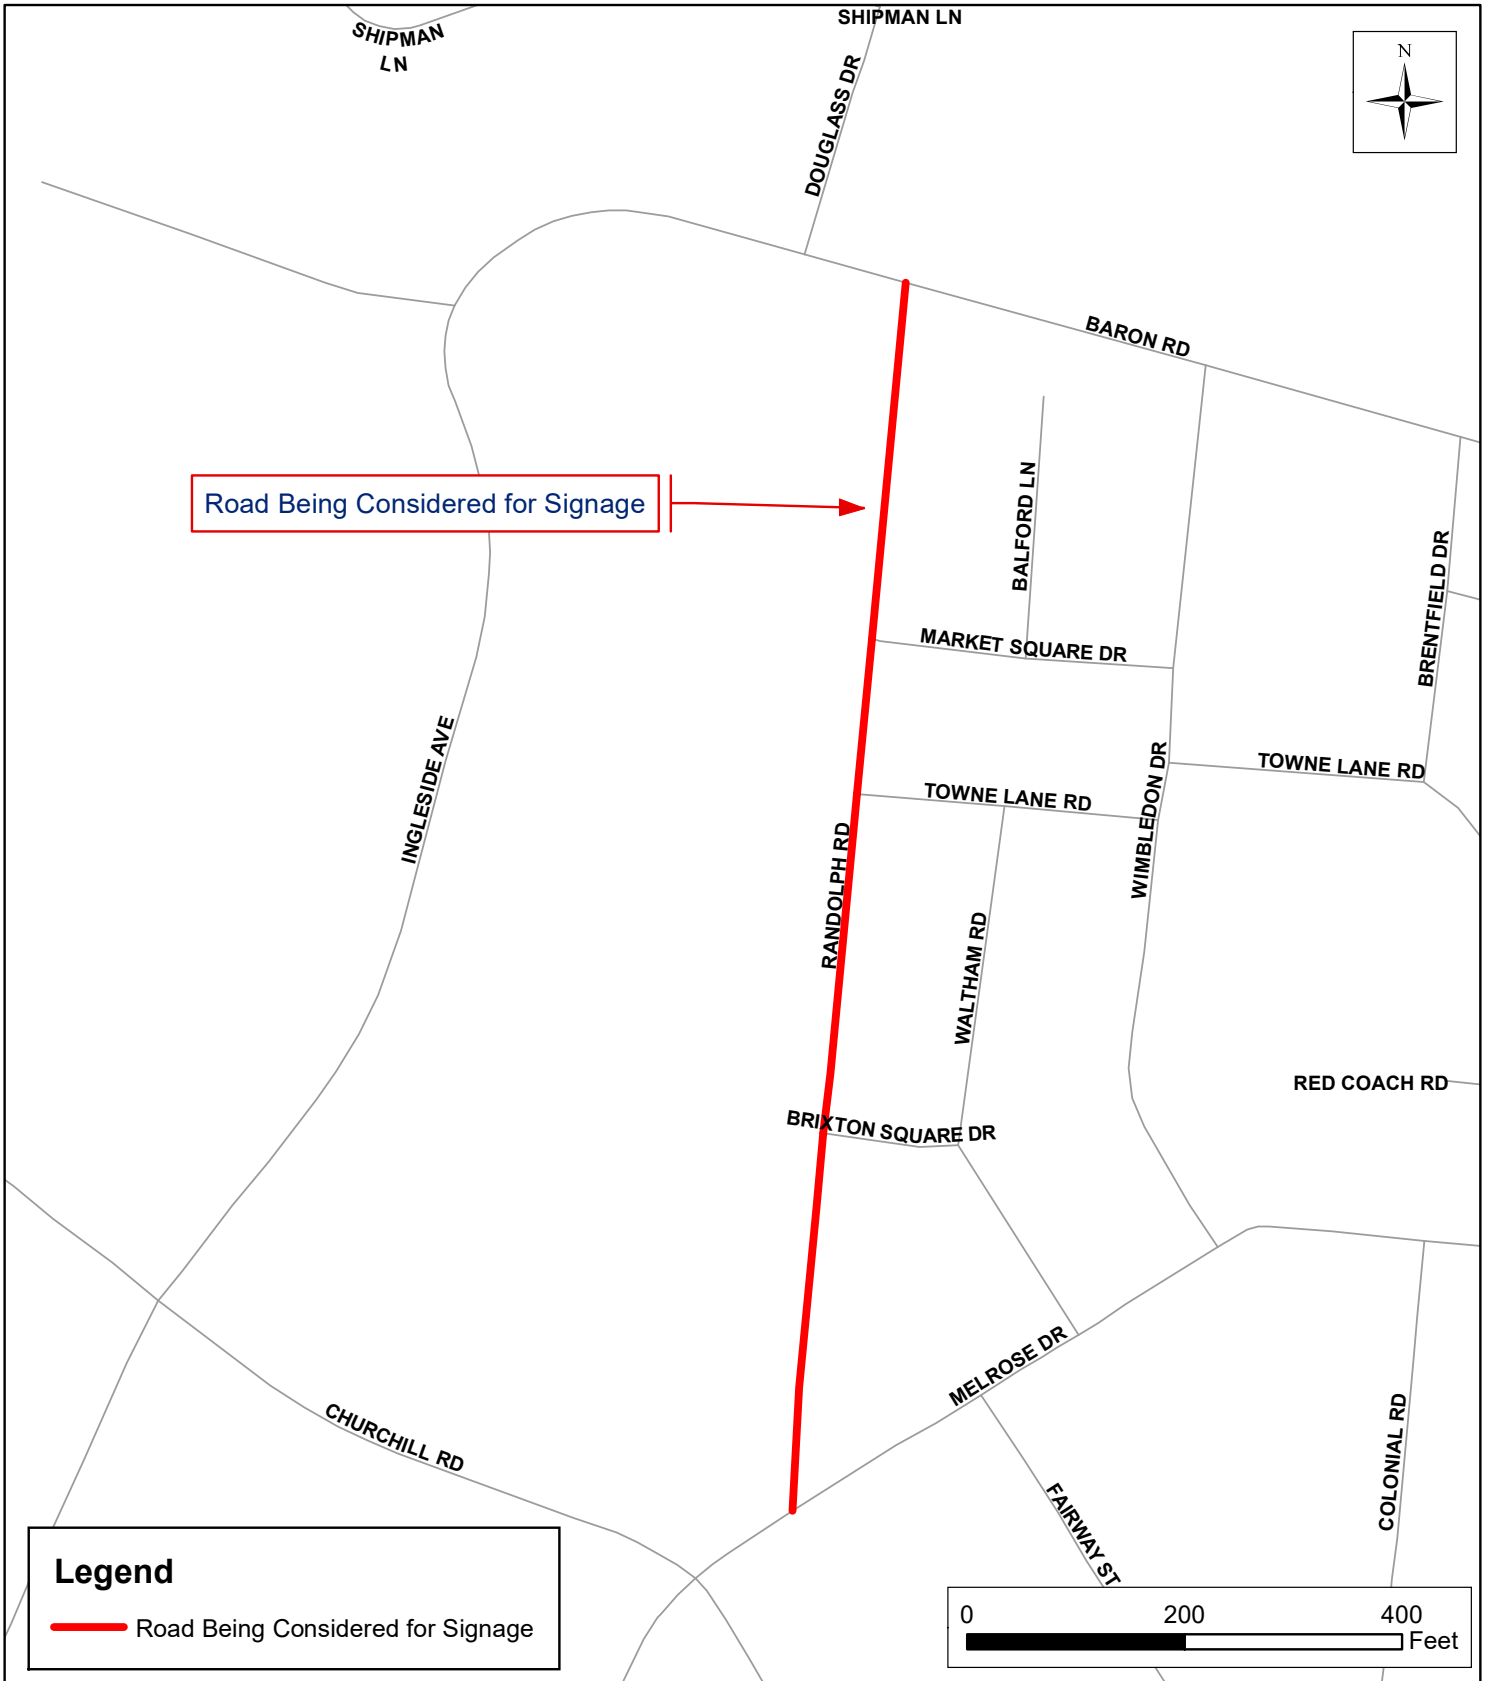 SHIPMAN LN
SHIPMAN
LN
N
DOUGLASS DR
BARON RD
Road Being Considered for Signage
BALFORD LN
BRENTFIELD DR
MARKET SQUARE DR
INGLESIDE AVE
WIMBLEDON DR
TOWNE LANE RD
TOWNE LANE RD
RANDOLPH RD
WALTHAM RD
RED COACH RD
BRIXTON SQUARE DR
MELROSE DR
CHURCHILL RD
COLONIAL RD
FAIRWAY ST
Legend
Road Being Considered for Signage
0 200 400
Feet